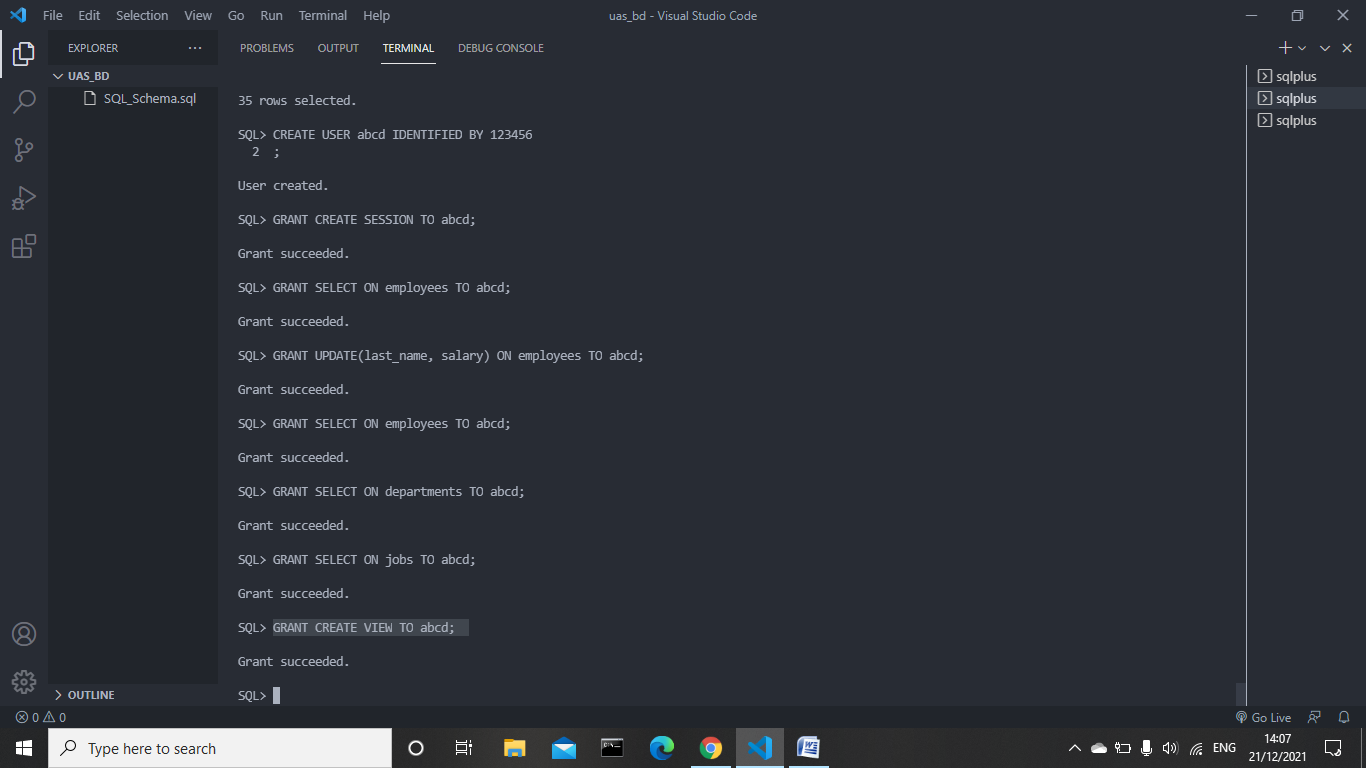 File Edit Selection View Go Run Terminal Help
uas_bd - Visual Studio Code
EXPLORER
UAS_BD
SQL_Schema.sql
OUTLINE
PROBLEMS OUTPUT TERMINAL DEBUG CONSOLE
35 rows selected.
SQL> CREATE USER abcd IDENTIFIED BY 123456
2 ;
User created.
SQL> GRANT CREATE SESSION TO abcd;
Grant succeeded.
SQL> GRANT SELECT ON employees TO abcd;
Grant succeeded.
SQL> GRANT UPDATE(last_name, salary) ON employees TO abcd;
Grant succeeded.
SQL> GRANT SELECT ON employees TO abcd;
Grant succeeded.
SQL> GRANT SELECT ON departments TO abcd;
Grant succeeded.
SQL> GRANT SELECT ON jobs TO abcd;
Grant succeeded.
SQL> GRANT CREATE VIEW TO abcd;
Grant succeeded.
SQL>
sqlplus
sqlplus
sqlplus
0 0
Go Live
Type here to search
ENG
14:07
21/12/2021